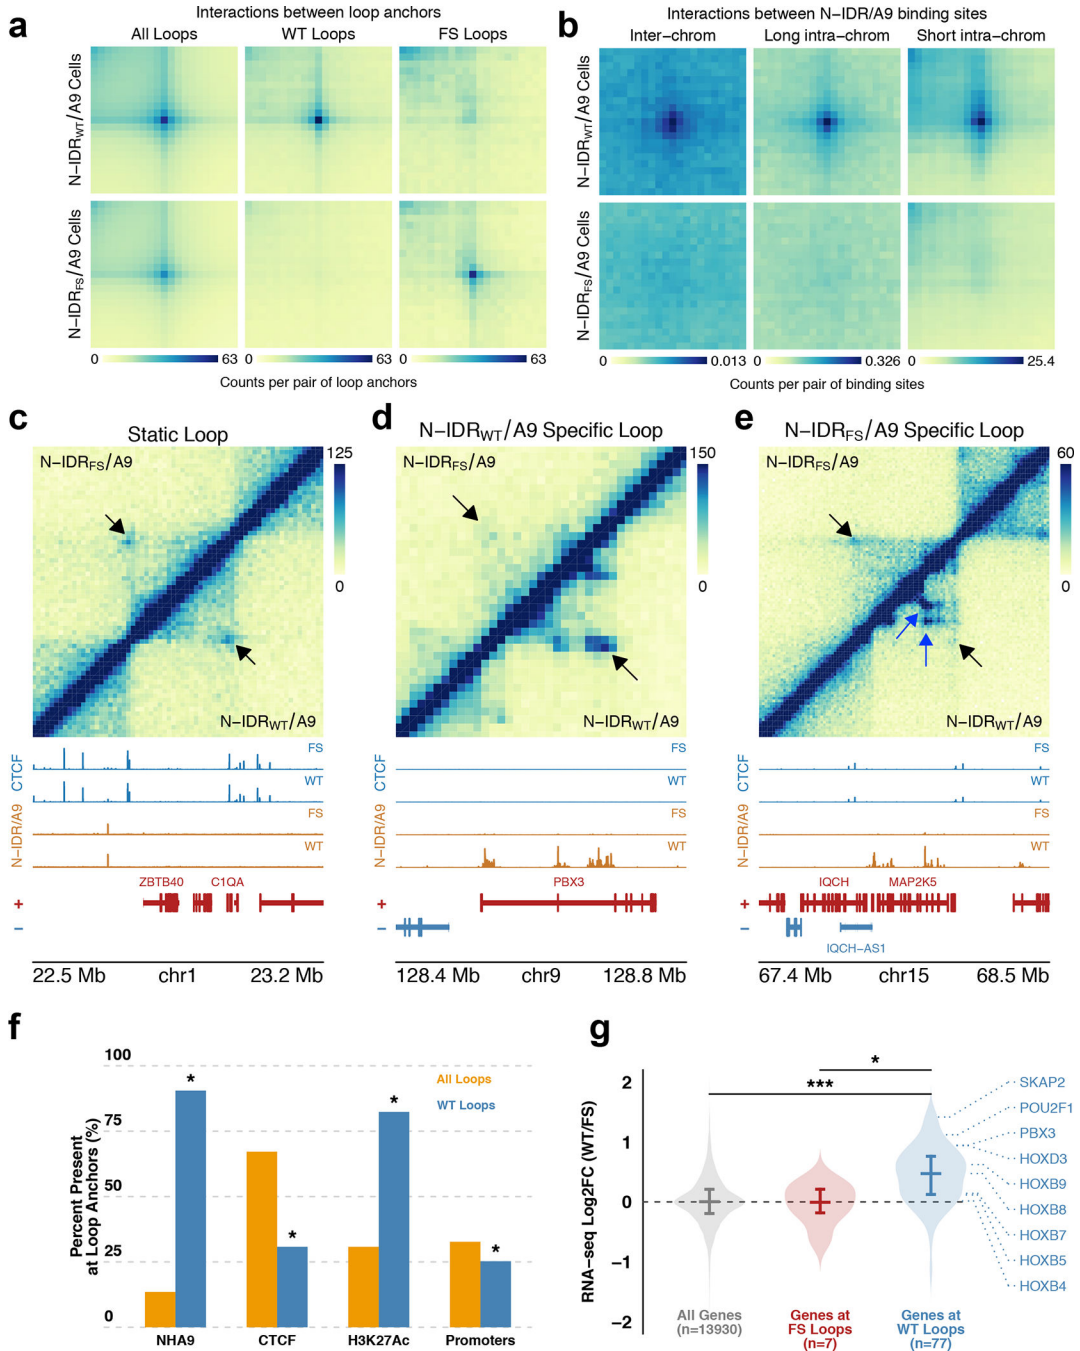 a
Interactions between loop anchors
All Loops
WT Loops
FS Loops
N−IDRWT/A9 Cells
N−IDRFS/A9 Cells
0
63
0
63
0
63
Counts per pair of loop anchors
b
Interactions between N−IDR/A9 binding sites
Inter−chrom
Long intra−chrom
Short intra−chrom
N−IDRWT/A9 Cells
N−IDRFS/A9 Cells
0
0.013
0
0.326
0
25.4
Counts per pair of binding sites
c
Static Loop
N−IDRFS/A9
125
0
N−IDRWT/A9
CTCF
FS
WT
N−IDR/A9
FS
WT
ZBTB40
C1QA
+
−
22.5 Mb
chr1
23.2 Mb
d
N−IDRWT/A9 Specific Loop
N−IDRFS/A9
150
0
N−IDRWT/A9
CTCF
FS
WT
N−IDR/A9
FS
WT
PBX3
+
−
128.4 Mb
chr9
128.8 Mb
e
N−IDRFS/A9 Specific Loop
N−IDRFS/A9
60
0
N−IDRWT/A9
CTCF
FS
WT
N−IDR/A9
FS
WT
IQCH
MAP2K5
+
−
IQCH−AS1
67.4 Mb
chr15
68.5 Mb
f
Percent Present
at Loop Anchors (%)
100
75
50
25
0
All Loops
WT Loops
*
*
*
*
NHA9
CTCF
H3K27Ac
Promoters
g
RNA−seq Log2FC (WT/FS)
2
1
0
−1
−2
*
***
SKAP2
POU2F1
PBX3
HOXD3
HOXB9
HOXB8
HOXB7
HOXB5
HOXB4
All Genes
(n=13930)
Genes at
FS Loops
(n=7)
Genes at
WT Loops
(n=77)